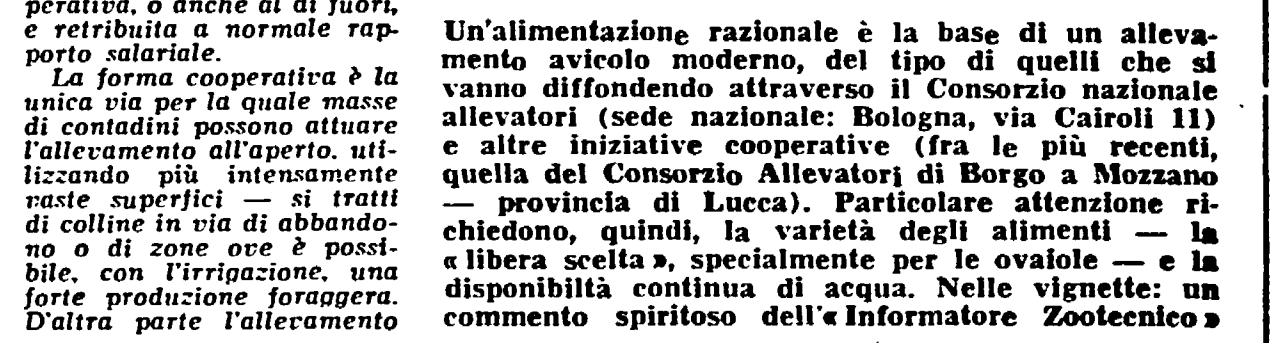 perativa, o anche al di fuori,
e retribuita a normale rap-
porto salariale.
La forma cooperativa è la
unica via per la quale masse
di contadini possono attuare
l'allevamento all'aperto. uti-
lizzando più intensamente
vaste superfici — si tratti
di colline in via di abbando-
no o di zone ove è possi-
bile, con l'irrigazione, una
forte produzione foraggera.
D'altra parte l'allevamento
Un'alimentazione razionale è la base di un alleva-
mento avicolo moderno, del tipo di quelli che si
vanno diffondendo attraverso il Consorzio nazionale
allevatori (sede nazionale: Bologna, via Cairoli 11)
e altre iniziative cooperative (fra le più recenti,
quella del Consorzio Allevatori di Borgo a Mozzano
— provincia di Lucca). Particolare attenzione ri-
chiedono, quindi, la varietà degli alimenti — la
« libera scelta », specialmente per le ovaiole — e la
disponibiltà continua di acqua. Nelle vignette: un
commento spiritoso dell'« Informatore Zootecnico »